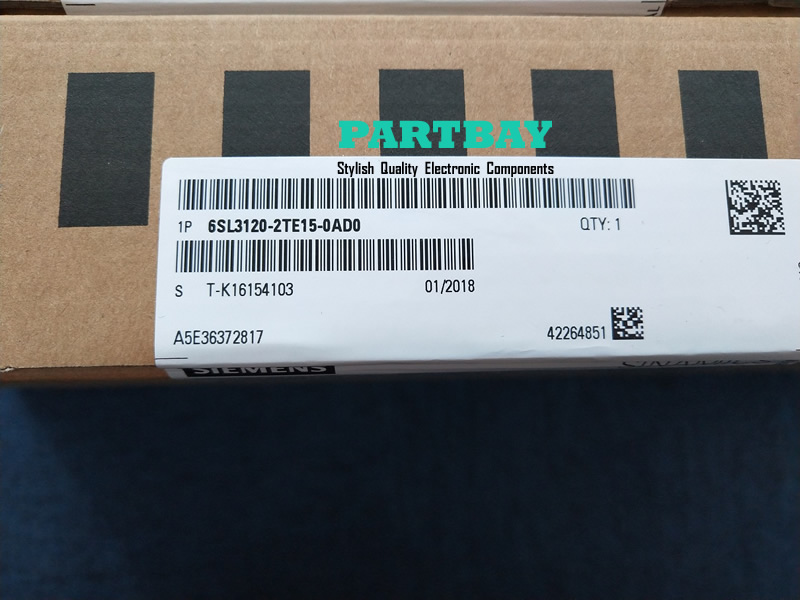 PARTBAY
Stylish Quality Electronic Components
1P 6SL3120-2TE15-0AD0 QTY: 1
S T-K16154103 01/2018
A5E36372817 42264851
SIEMENS